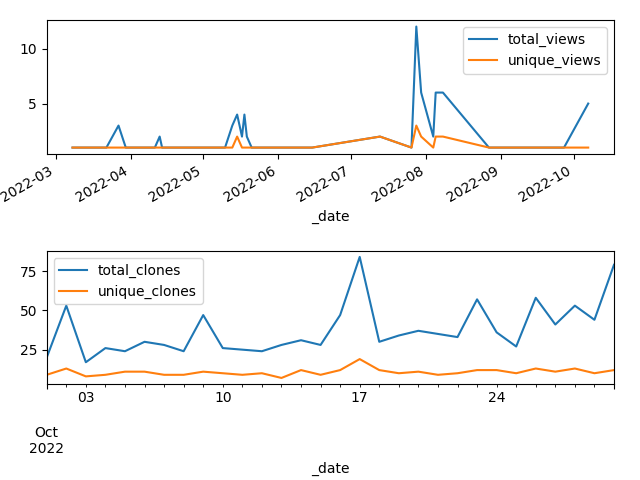 total_views
unique_views
10
5
2022-03
2022-04
2022-05
2022-06
2022-07
2022-08
2022-09
2022-10
_date
total_clones
unique_clones
75
50
25
03
10
17
24
Oct
2022
_date